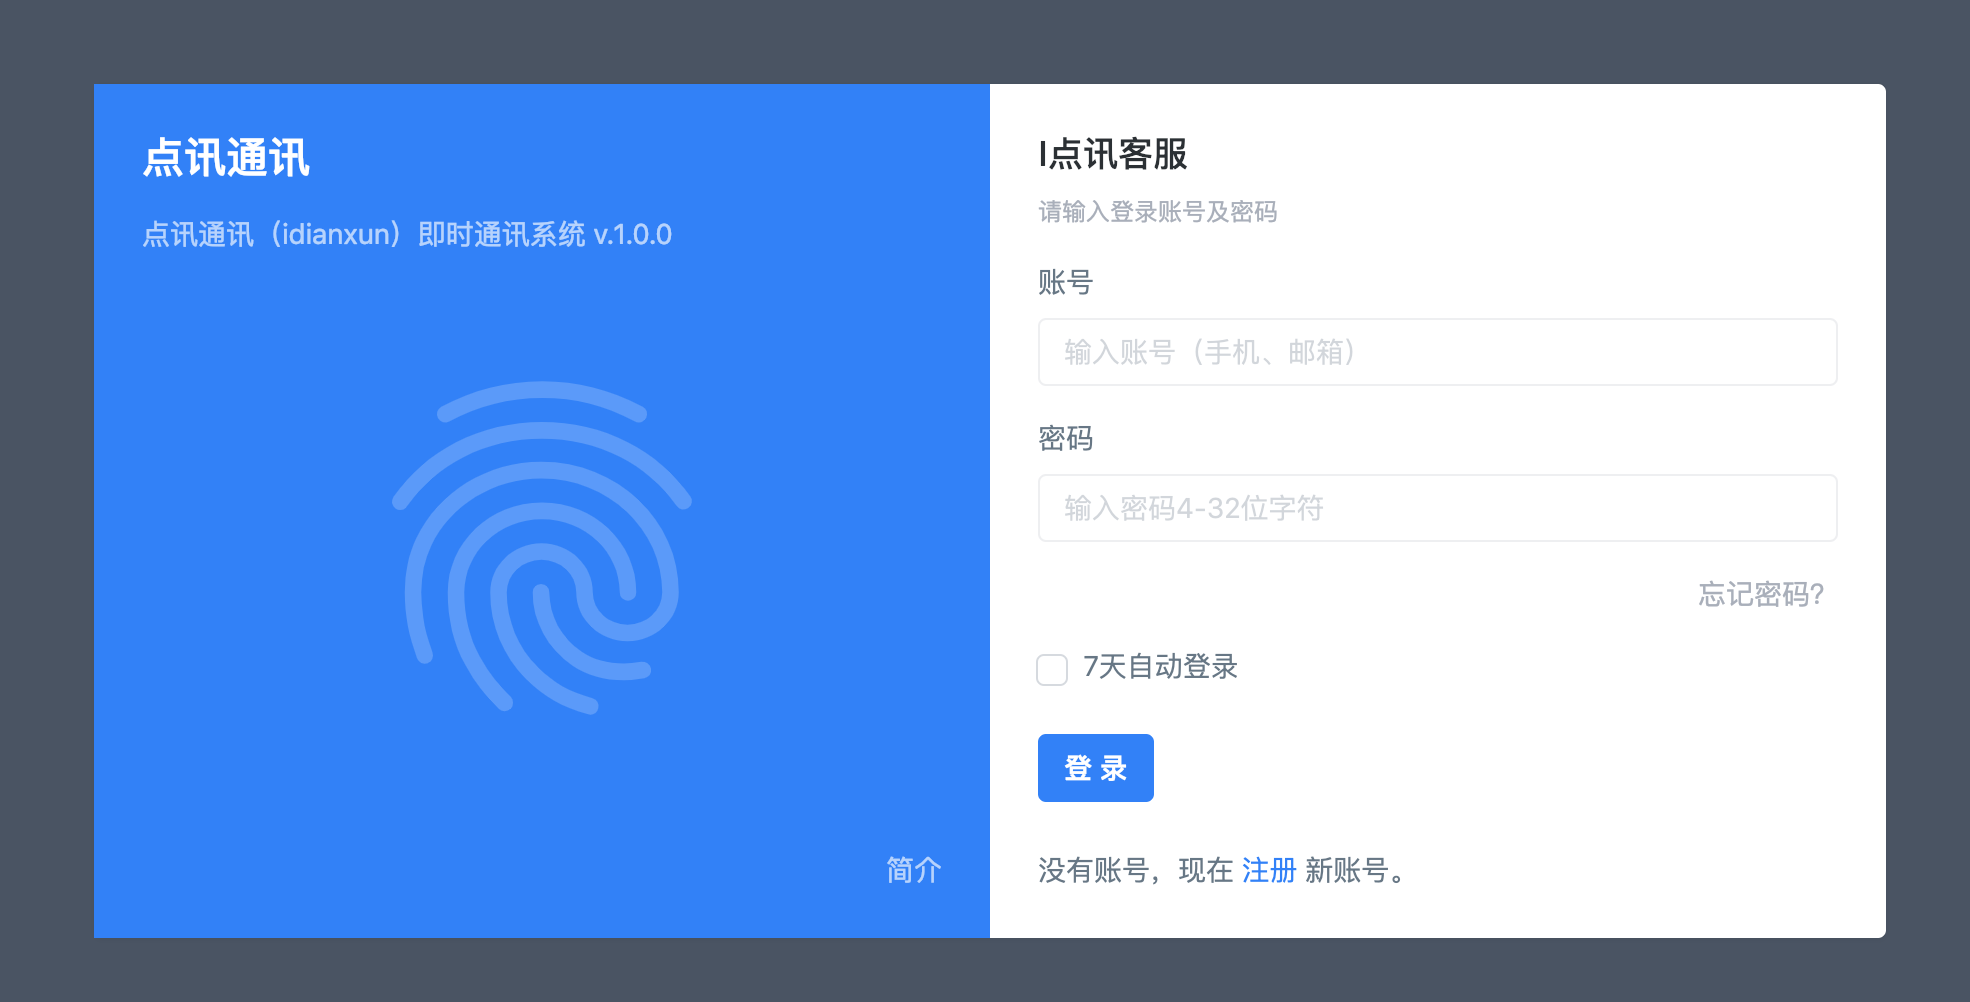 点讯通讯
点讯通讯（idianxun）即时通讯系统 v.1.0.0
简介
I点讯客服
请输入登录账号及密码
账号
输入账号（手机、邮箱）
密码
输入密码4-32位字符
忘记密码?
7天自动登录
登 录
没有账号，现在 注册 新账号。